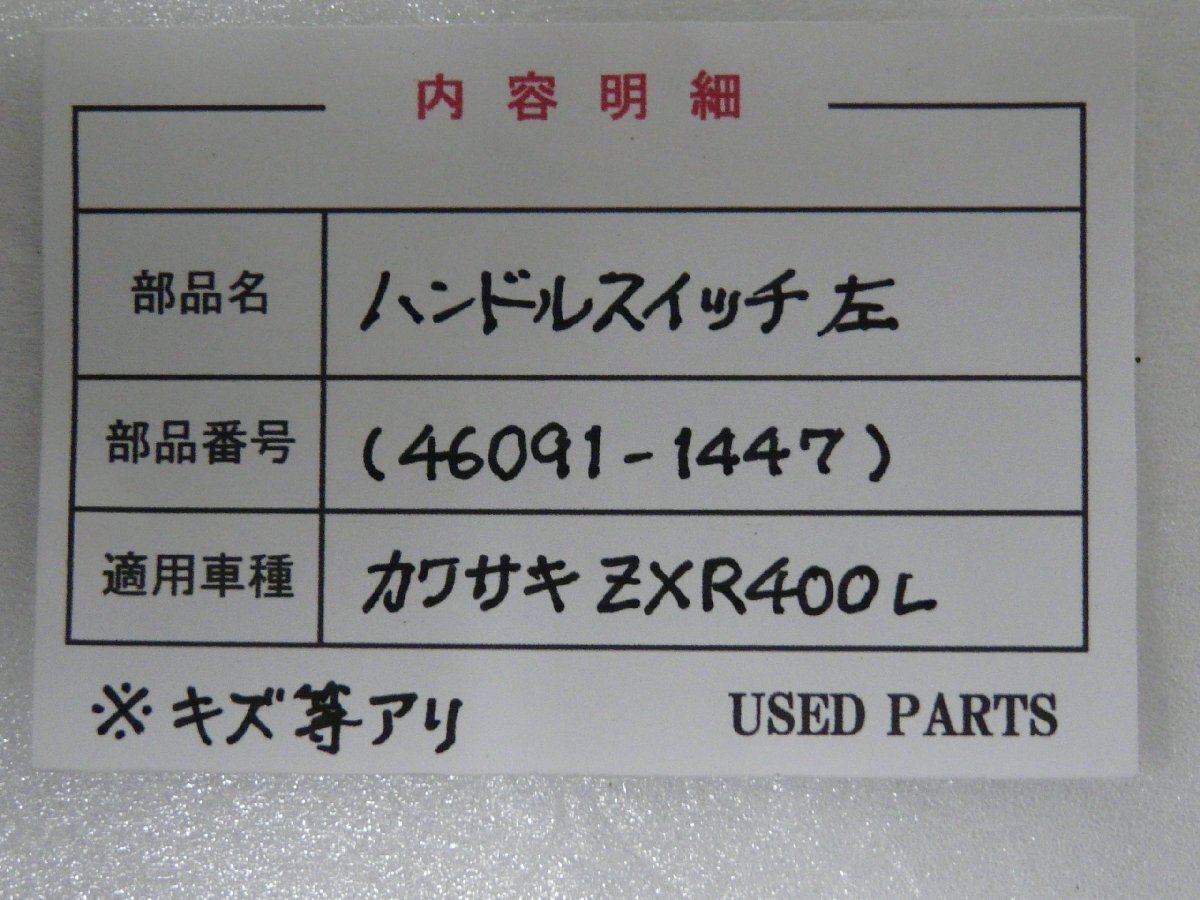 内容明細
部品名 ハンドルスイッチ 左
部品番号 (46091-1447)
適用車種 カワサキ ZXR400L
※キズ等アリ USED PARTS